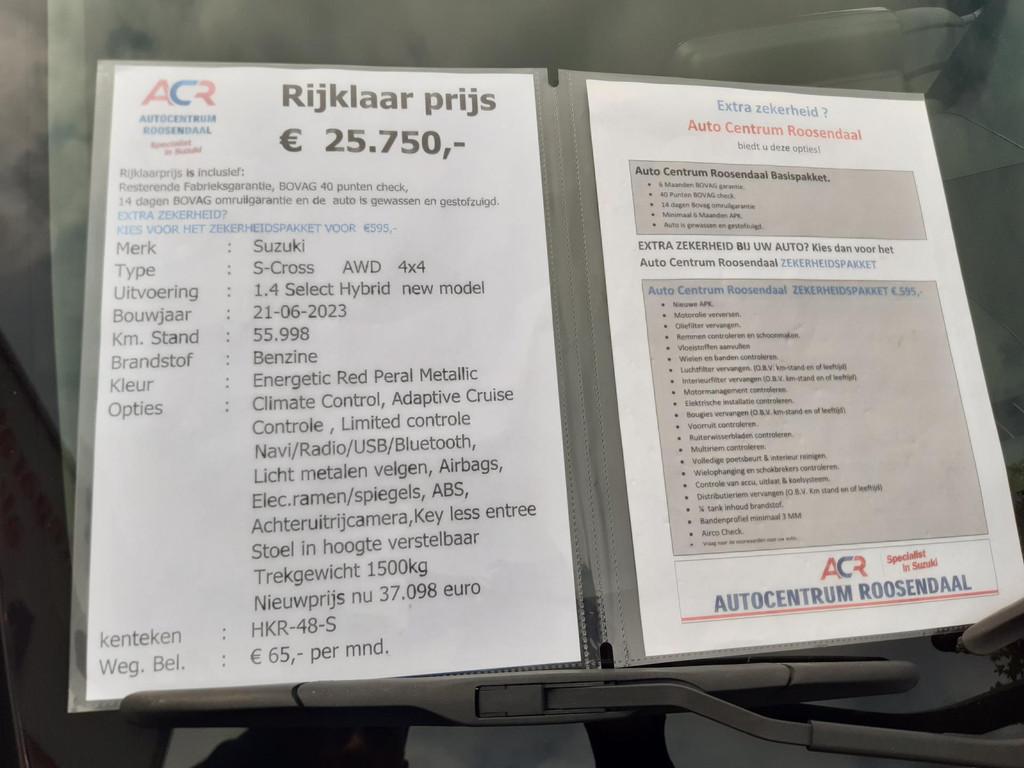 ACR
AUTOCENTRUM
ROOSENDAAL
Specialist
in Suzuki
Rijklaar prijs
€ 25.750,-
Rijklaarprijs is inclusief:
Resterende Fabrieksgarantie, BOVAG 40 punten check,
14 dagen BOVAG omruilgarantie en de auto is gewassen en gestofzuigd.
EXTRA ZEKERHEID?
KIES VOOR HET ZEKERHEIDSPAKKET VOOR €595,-
Merk : Suzuki
Type : S-Cross AWD 4x4
Uitvoering : 1.4 Select Hybrid new model
Bouwjaar : 21-06-2023
Km. Stand : 55.998
Brandstof : Benzine
Kleur : Energetic Red Peral Metallic
Opties : Climate Control, Adaptive Cruise
Controle , Limited controle
Navi/Radio/USB/Bluetooth,
Licht metalen velgen, Airbags,
Elec.ramen/spiegels, ABS,
Achteruitrijcamera,Key less entree
Stoel in hoogte verstelbaar
Trekgewicht 1500kg
Nieuwprijs nu 37.098 euro
kenteken : HKR-48-S
Weg. Bel. : € 65,- per mnd.
Extra zekerheid ?
Auto Centrum Roosendaal
biedt u deze opties!
Auto Centrum Roosendaal Basispakket.
• 6 Maanden BOVAG garantie.
• 40 Punten BOVAG check.
• 14 dagen Bovag omruilgarantie
• Minimaal 6 Maanden APK.
• Auto is gewassen en gestofzuigd.
EXTRA ZEKERHEID BIJ UW AUTO? Kies dan voor het
Auto Centrum Roosendaal ZEKERHEIDSPAKKET
Auto Centrum Roosendaal ZEKERHEIDSPAKKET € 595,-
• Nieuwe APK.
• Motorolie verversen.
• Oliefilter vervangen.
• Remmen controleren en schoonmaken.
• Vloeistoffen aanvullen
• Wielen en banden controleren.
• Luchtfilter vervangen. (O.B.V. km-stand en of leeftijd)
• Interieurfilter vervangen (O.B.V. km-stand en of leeftijd)
• Motormanagement controleren.
• Elektrische installatie controleren.
• Bougies vervangen (O.B.V. km-stand en of leeftijd)
• Voorruit controleren.
• Ruiterwisserbladen controleren.
• Multiriem controleren.
• Volledige poetsbeurt & interieur reinigen.
• Wielophanging en schokbrekers controleren.
• Controle van accu, uitlaat & koelsysteem.
• Distributieriem vervangen (O.B.V. Km stand en of leeftijd)
• ¼ tank inhoud brandstof.
• Bandenprofiel minimaal 3 MM
• Airco Check.
• Vraag naar de voorwaarden voor uw auto.
ACR Specialist
in Suzuki
AUTOCENTRUM ROOSENDAAL